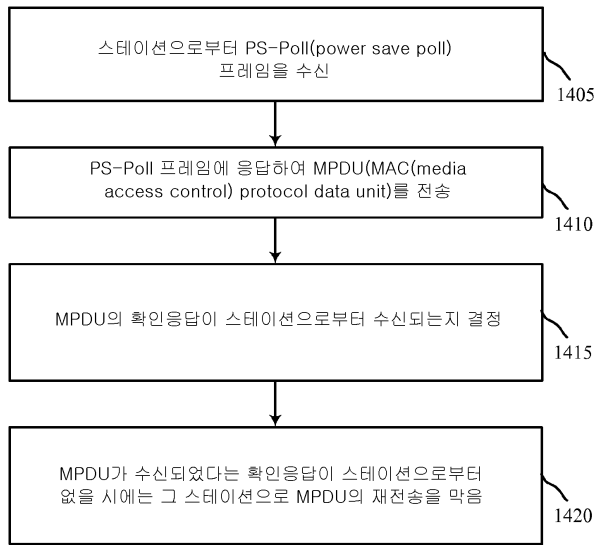 스테이션으로부터 PS-Poll(power save poll)
프레임을 수신
1405
PS-Poll 프레임에 응답하여 MPDU(MAC(media
access control) protocol data unit)를 전송
1410
MPDU의 확인응답이 스테이션으로부터 수신되는지 결정
1415
MPDU가 수신되었다는 확인응답이 스테이션으로부터
없을 시에는 그 스테이션으로 MPDU의 재전송을 막음
1420